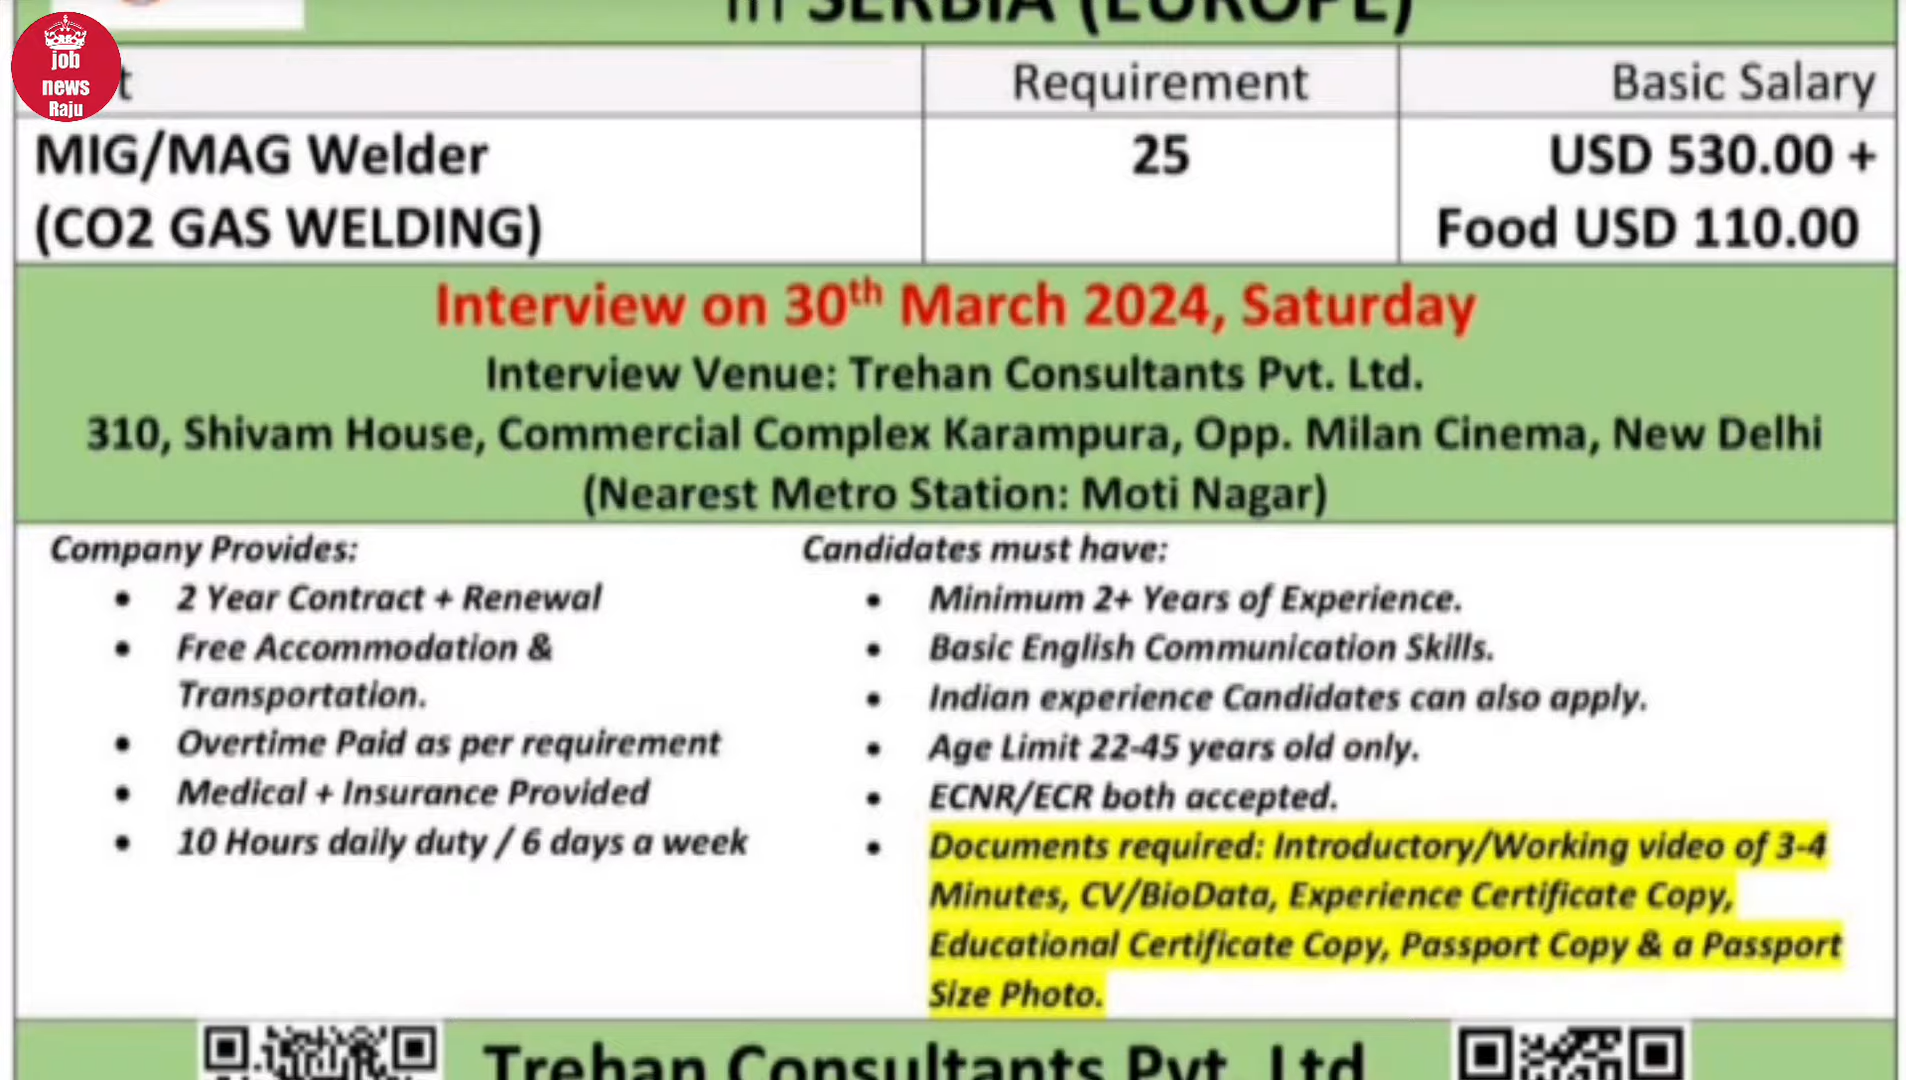 in SERBIA (EUROPE)
job
news
Raju
t
Requirement
Basic Salary
MIG/MAG Welder
(CO2 GAS WELDING)
25
USD 530.00 +
Food USD 110.00
Interview on 30th March 2024, Saturday
Interview Venue: Trehan Consultants Pvt. Ltd.
310, Shivam House, Commercial Complex Karampura, Opp. Milan Cinema, New Delhi
(Nearest Metro Station: Moti Nagar)
Company Provides:
• 2 Year Contract + Renewal
• Free Accommodation &
Transportation.
• Overtime Paid as per requirement
• Medical + Insurance Provided
• 10 Hours daily duty / 6 days a week
Candidates must have:
• Minimum 2+ Years of Experience.
• Basic English Communication Skills.
• Indian experience Candidates can also apply.
• Age Limit 22-45 years old only.
• ECNR/ECR both accepted.
• Documents required: Introductory/Working video of 3-4
Minutes, CV/BioData, Experience Certificate Copy,
Educational Certificate Copy, Passport Copy & a Passport
Size Photo.
Trehan Consultants Pvt. Ltd